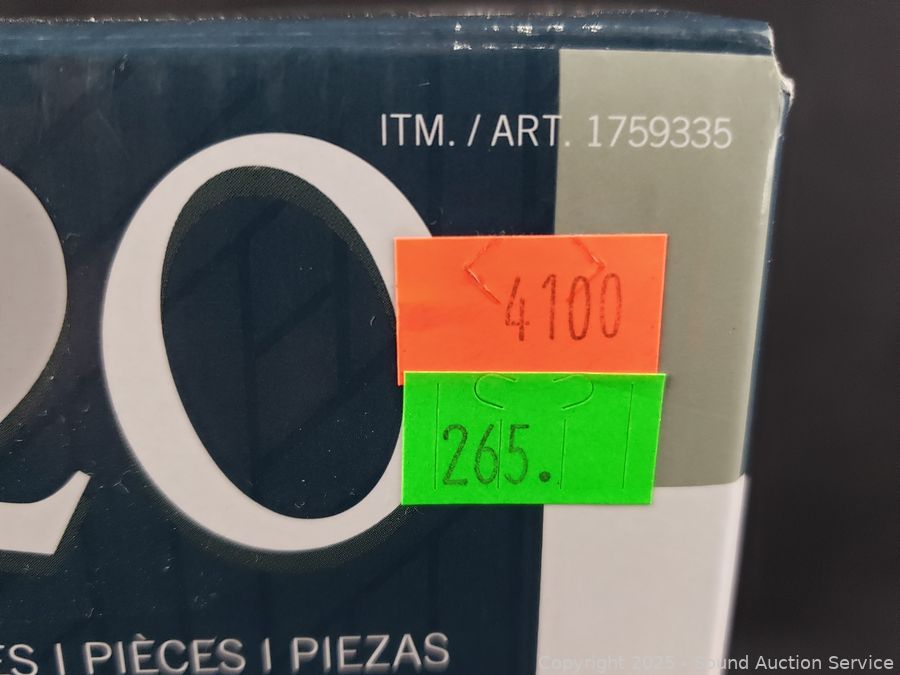 ITM. / ART. 1759335
20
4100
265.
ES | PIÈCES | PIEZAS
Copyright 2025 - Sound Auction Service